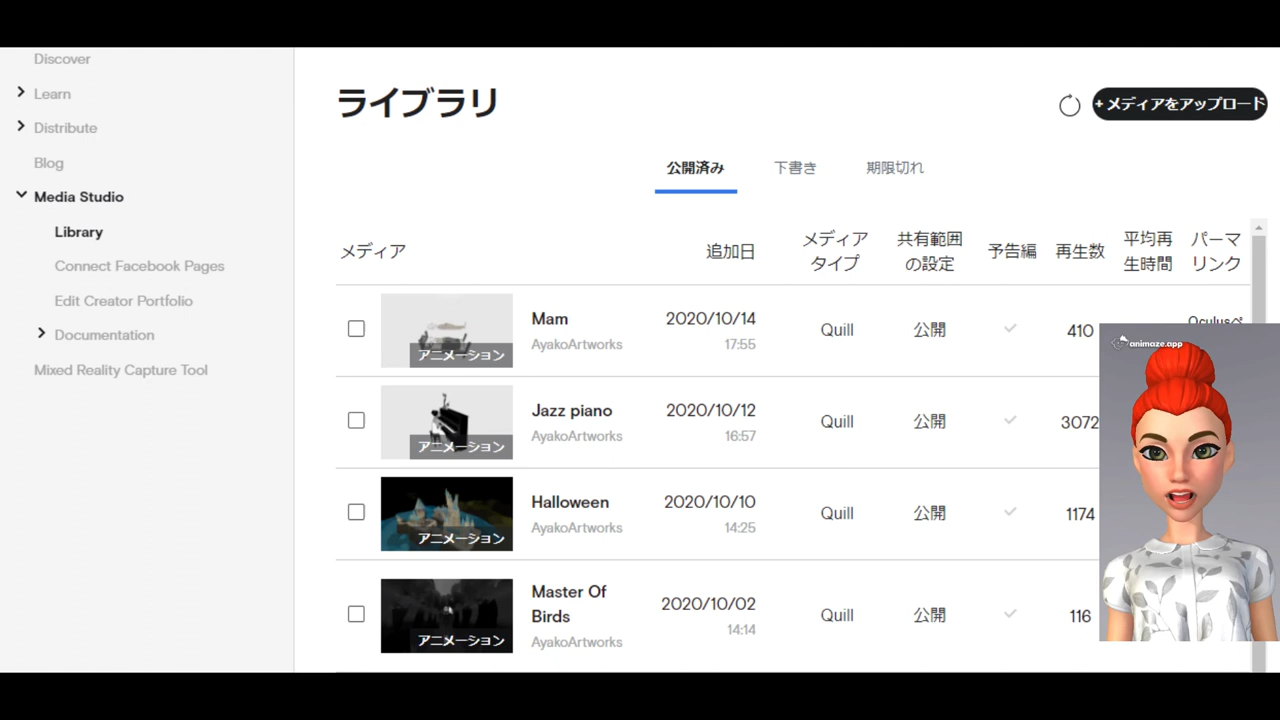 Discover
Learn
Distribute
Blog
Media Studio
Library
Connect Facebook Pages
Edit Creator Portfolio
Documentation
Mixed Reality Capture Tool
ライブラリ
+ メディアをアップロード
公開済み 下書き 期限切れ
メディア 追加日 メディアタイプ 共有範囲の設定 予告編 再生数 平均再生時間 パーマリンク
Mam 2020/10/14 Quill 公開 410 Oculusペ
アニメーション AyakoArtworks 17:55
Jazz piano 2020/10/12 Quill 公開 3072
アニメーション AyakoArtworks 16:57
Halloween 2020/10/10 Quill 公開 1174
アニメーション AyakoArtworks 14:25
Master Of Birds 2020/10/02 Quill 公開 116
アニメーション AyakoArtworks 14:14
animaze.app